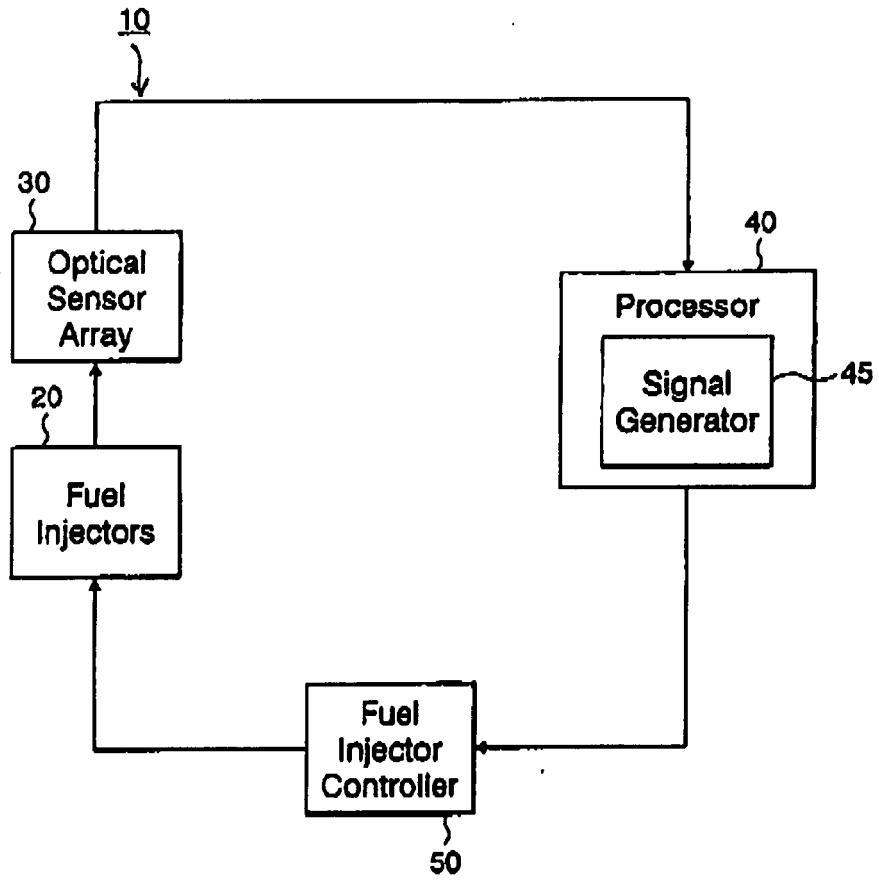 10
30
Optical
Sensor
Array
40
Processor
Signal
Generator
45
20
Fuel
Injectors
Fuel
Injector
Controller
50